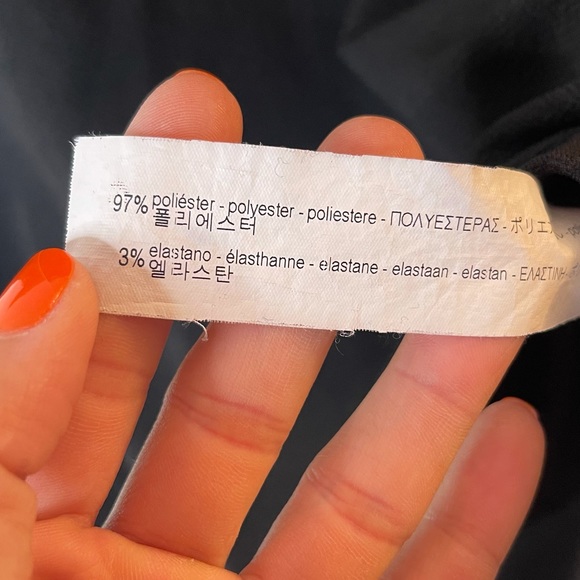 97% poliéster - polyester - poliestere - ΠΟΛΥΕΣΤΕΡΑΣ -
폴리에스터
3% elastano - élasthanne - elastane - elastaan - elastan -
엘라스탄